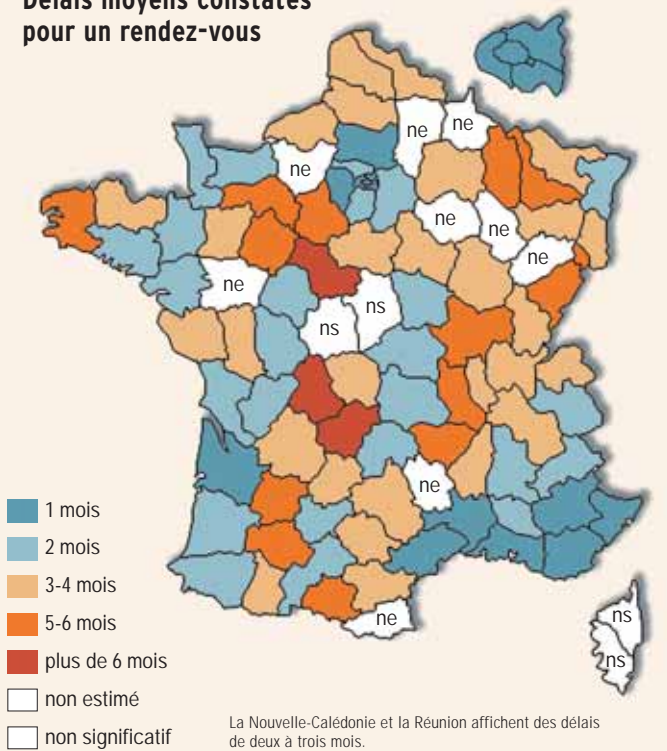 Délais moyens constatés
pour un rendez-vous
ne
ne
ne
ne
ne
ne
ne
ns
ns
ne
ne
ns
ns
1 mois
2 mois
3-4 mois
5-6 mois
plus de 6 mois
non estimé
non significatif
La Nouvelle-Calédonie et la Réunion affichent des délais
de deux à trois mois.